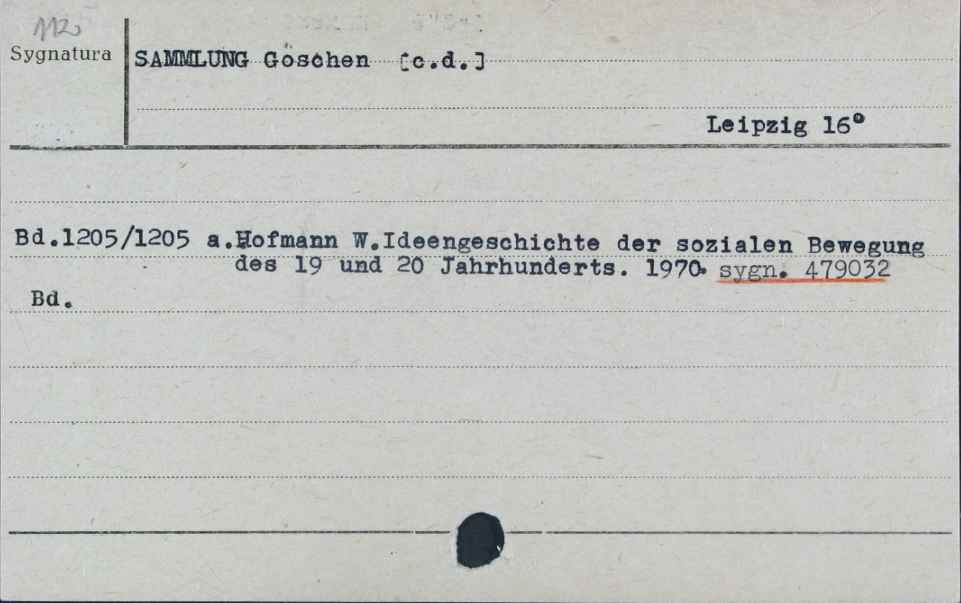 112
Sygnatura
SAMMLUNG Göschen [c.d.]
Leipzig 16°
Bd.1205/1205 a.Hofmann W.Ideengeschichte der sozialen Bewegung
des 19 und 20 Jahrhunderts. 1970. sygn. 479032
Bd.